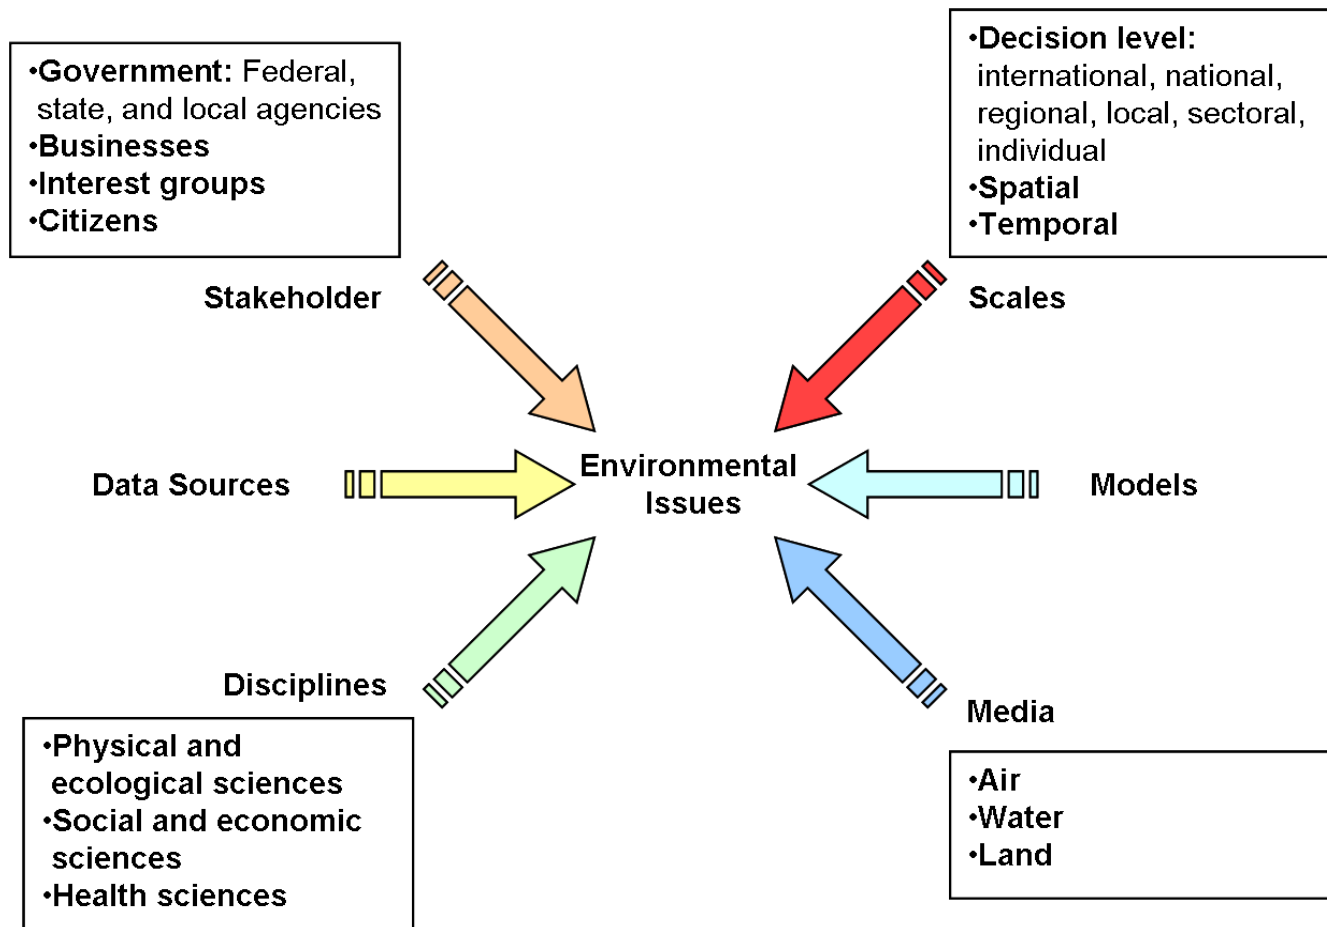 •Government: Federal,
state, and local agencies
•Businesses
•Interest groups
•Citizens
•Decision level:
international, national,
regional, local, sectoral,
individual
•Spatial
•Temporal
Stakeholder
Scales
Data Sources
Environmental
Issues
Models
Disciplines
Media
•Physical and
ecological sciences
•Social and economic
sciences
•Health sciences
•Air
•Water
•Land